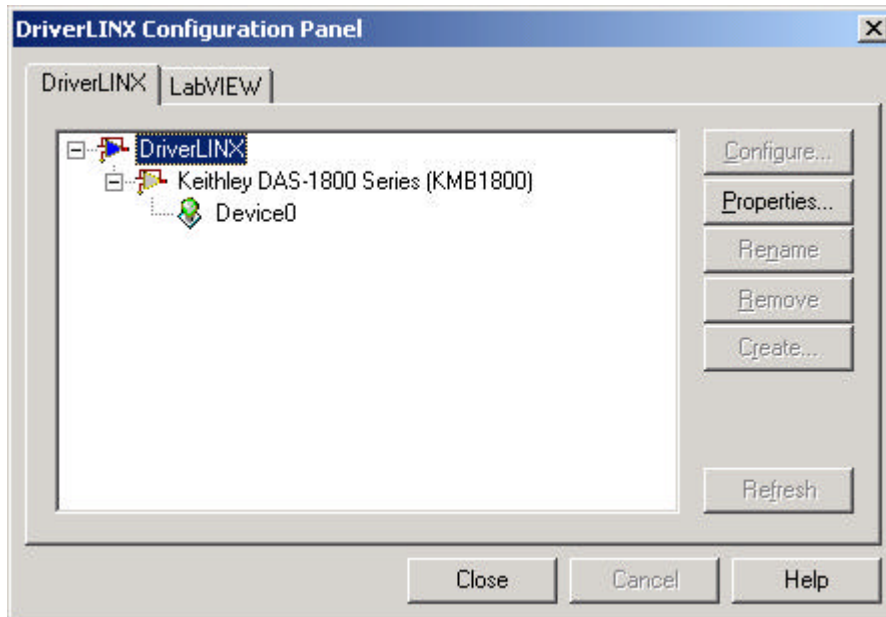 DriverLINX Configuration Panel
DriverLINX
LabVIEW
DriverLINX
Keithley DAS-1800 Series (KMB1800)
Device0
Configure...
Properties...
Rename
Remove
Create...
Refresh
Close
Cancel
Help